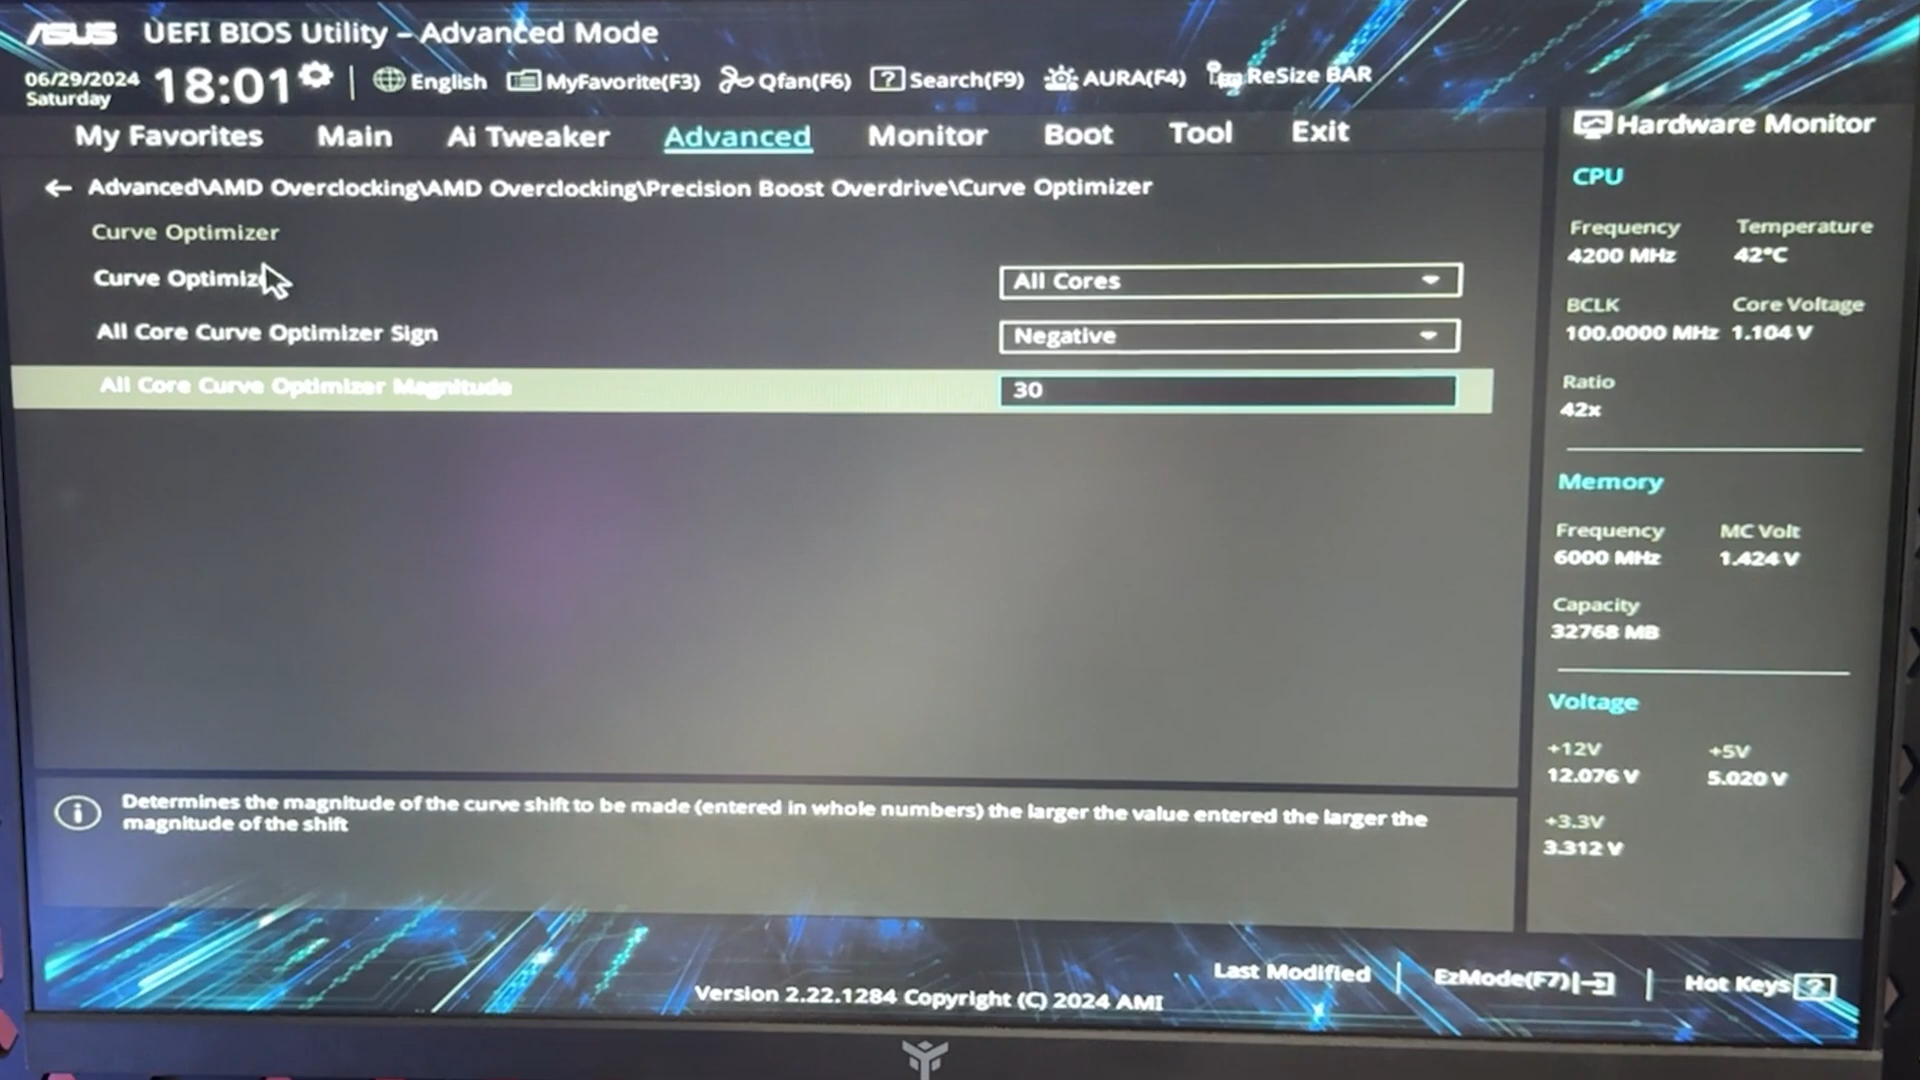 ASUS UEFI BIOS Utility – Advanced Mode
06/29/2024 Saturday 18:01 English MyFavorite(F3) Qfan(F6) ? Search(F9) AURA(F4) ReSize BAR
My Favorites Main Ai Tweaker Advanced Monitor Boot Tool Exit
← Advanced\AMD Overclocking\AMD Overclocking\Precision Boost Overdrive\Curve Optimizer
Curve Optimizer
Curve Optimize All Cores
All Core Curve Optimizer Sign Negative
All Core Curve Optimizer Magnitude 30
Determines the magnitude of the curve shift to be made (entered in whole numbers) the larger the value entered the larger the
magnitude of the shift
Hardware Monitor
CPU
Frequency Temperature
4200 MHz 42°C
BCLK Core Voltage
100.0000 MHz 1.104 V
Ratio
42x
Memory
Frequency MC Volt
6000 MHz 1.424 V
Capacity
32768 MB
Voltage
+12V +5V
12.076 V 5.020 V
+3.3V
3.312 V
Last Modified EzMode(F7) Hot Keys ?
Version 2.22.1284 Copyright (C) 2024 AMI